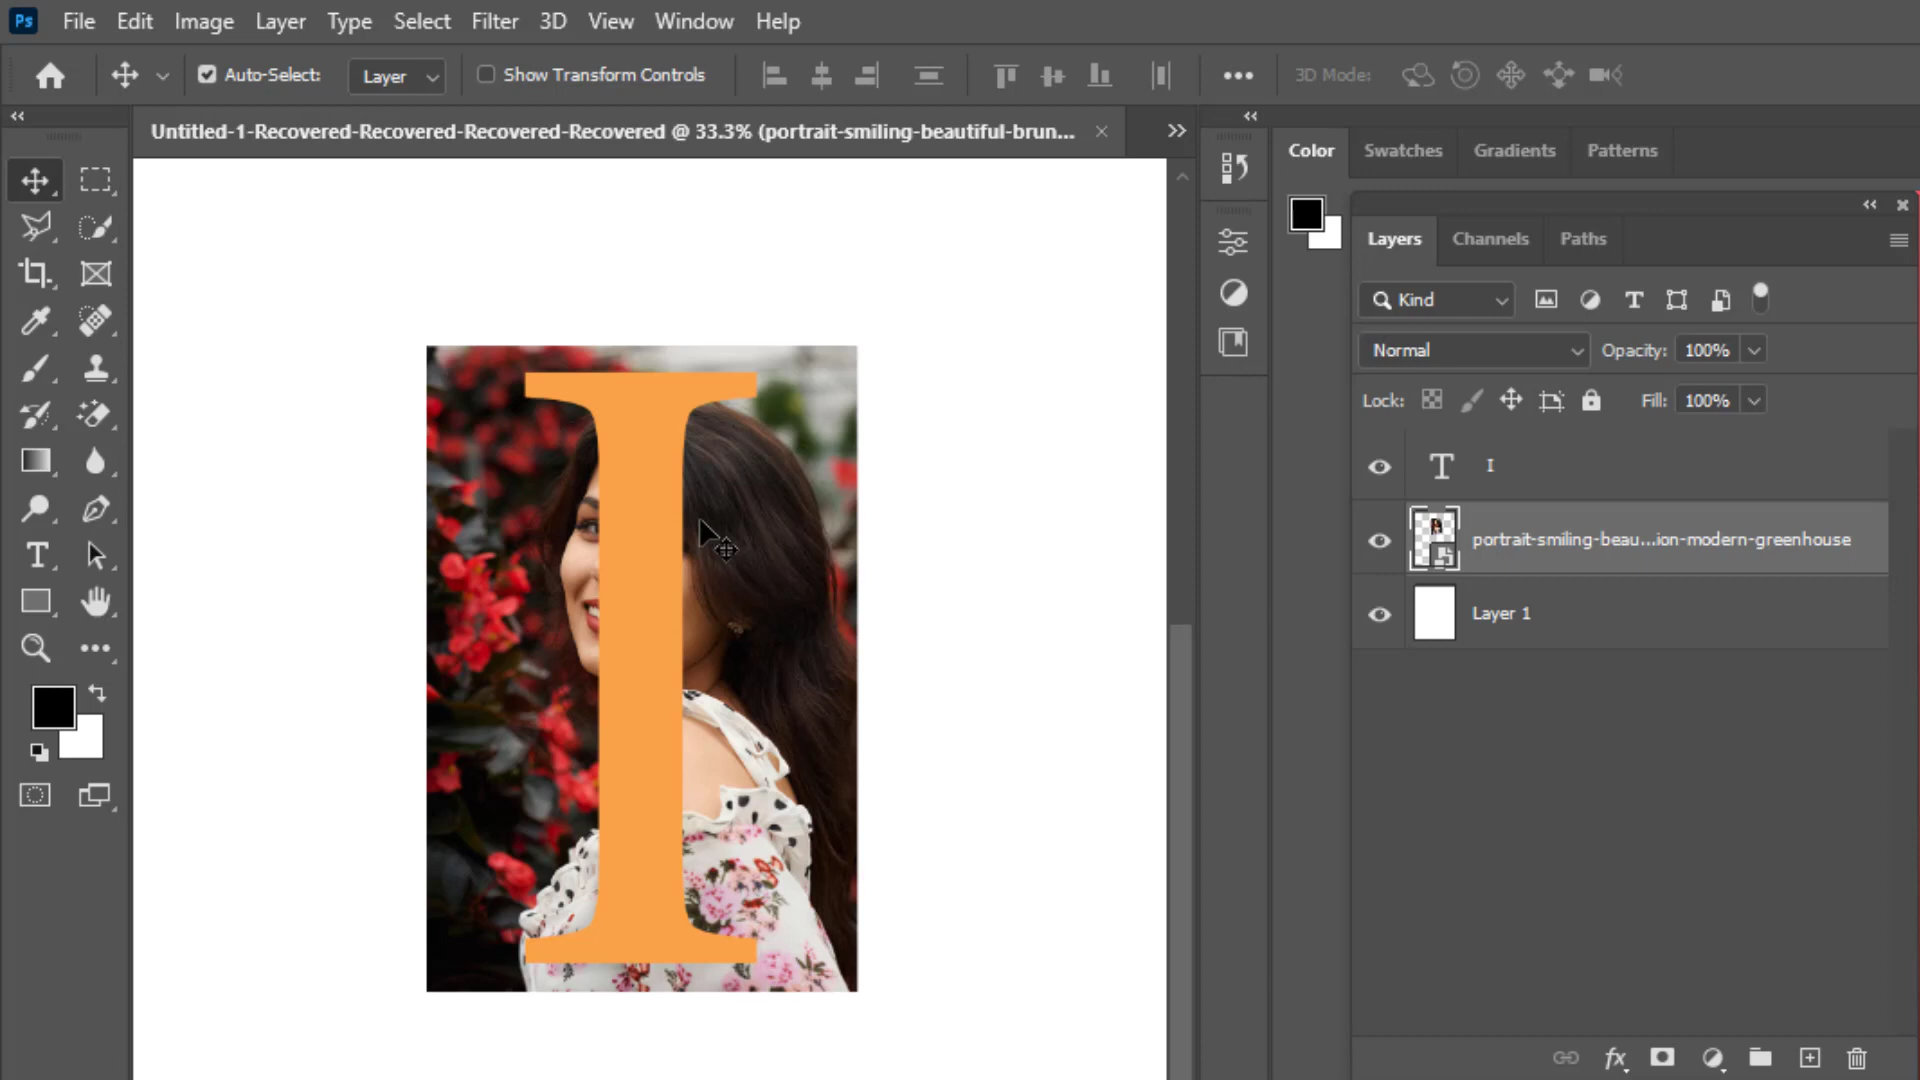 Ps File Edit Image Layer Type Select Filter 3D View Window Help
Auto-Select: Layer Show Transform Controls 3D Mode:
Untitled-1-Recovered-Recovered-Recovered-Recovered @ 33.3% (portrait-smiling-beautiful-brun...
Color Swatches Gradients Patterns
Layers Channels Paths
Kind
Normal Opacity: 100%
Lock: Fill: 100%
T I
portrait-smiling-beau...ion-modern-greenhouse
Layer 1
I
fx